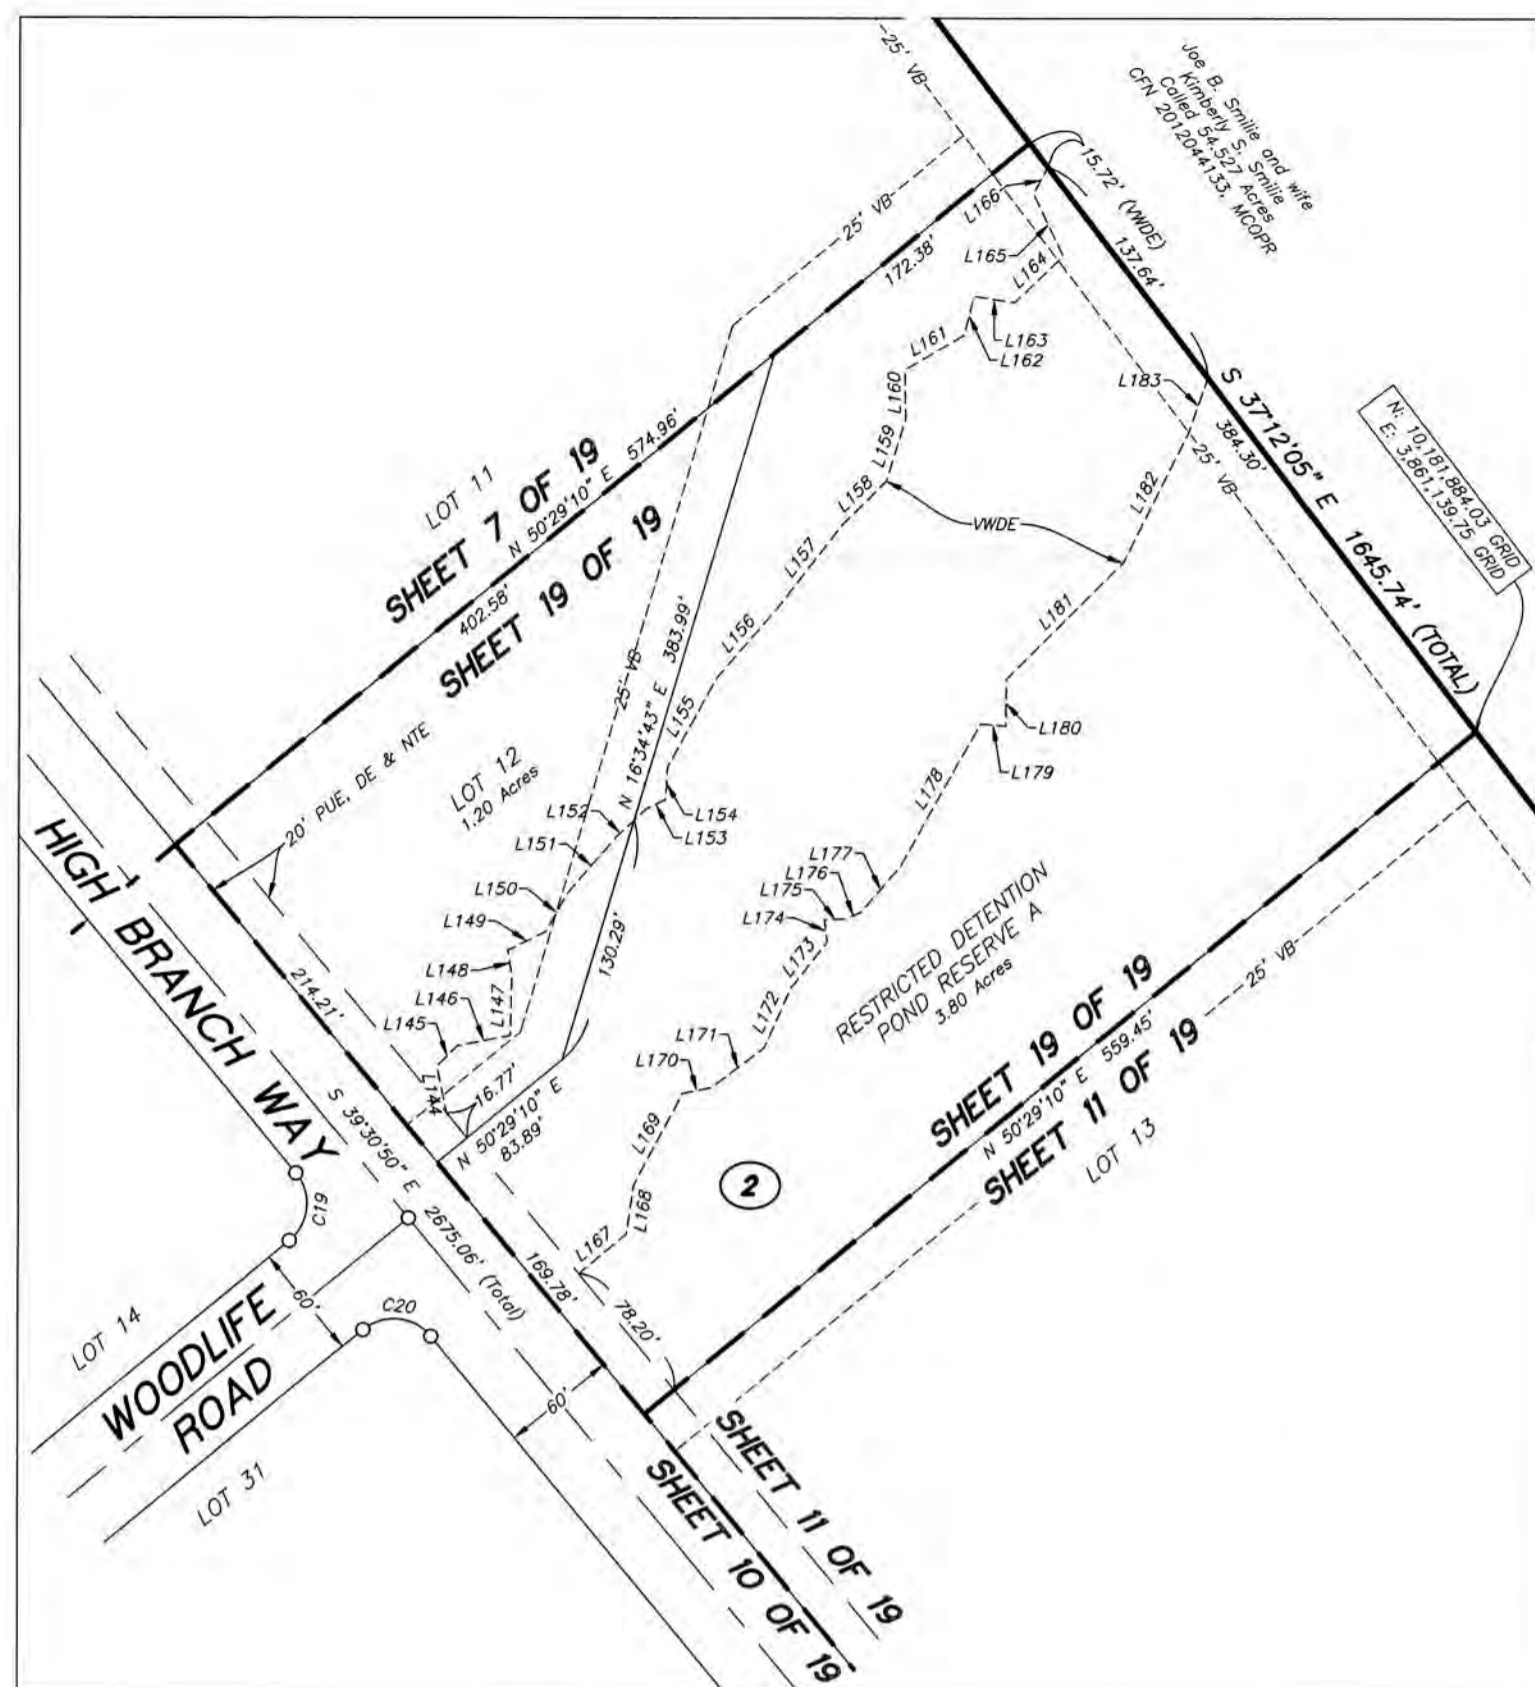 25' VB
Joe B. Smilie and wife
Kimberly S. Smilie
Called 54.527 Acres
CFN 2012044133, MCOPR
15.72' (VWDE)
L166
25' VB
137.64'
L165
L164
172.38'
L163
L162
L161
L160
L183
S 37°12'05" E 1645.74' (TOTAL)
384.30'
25' VB
N: 10,181,884.03 GRID
E: 3,861,139.75 GRID
L159
L158
L182
VWDE
LOT 11
SHEET 7 OF 19
N 50°29'10" E 574.96'
402.58'
SHEET 19 OF 19
L157
L156
L181
25' VB
N 16°34'43" E 383.99'
L155
L180
L179
L178
20' PUE, DE & NTE
LOT 12
1.20 Acres
L154
L153
L152
L151
L150
L149
L148
L147
L146
L145
L144
L177
L176
L175
L174
L173
L172
L171
L170
L169
L168
L167
130.29'
RESTRICTED DETENTION
POND RESERVE A
3.80 Acres
HIGH BRANCH WAY
214.21'
S 39°30'50" E 2675.06' (Total)
16.77'
N 50°29'10" E
83.89'
2
SHEET 19 OF 19
N 50°29'10" E 559.45'
SHEET 11 OF 19
25' VB
LOT 13
C19
169.78'
78.20'
60'
C20
LOT 14
WOODLIFE
ROAD
LOT 31
60'
SHEET 11 OF 19
SHEET 10 OF 19